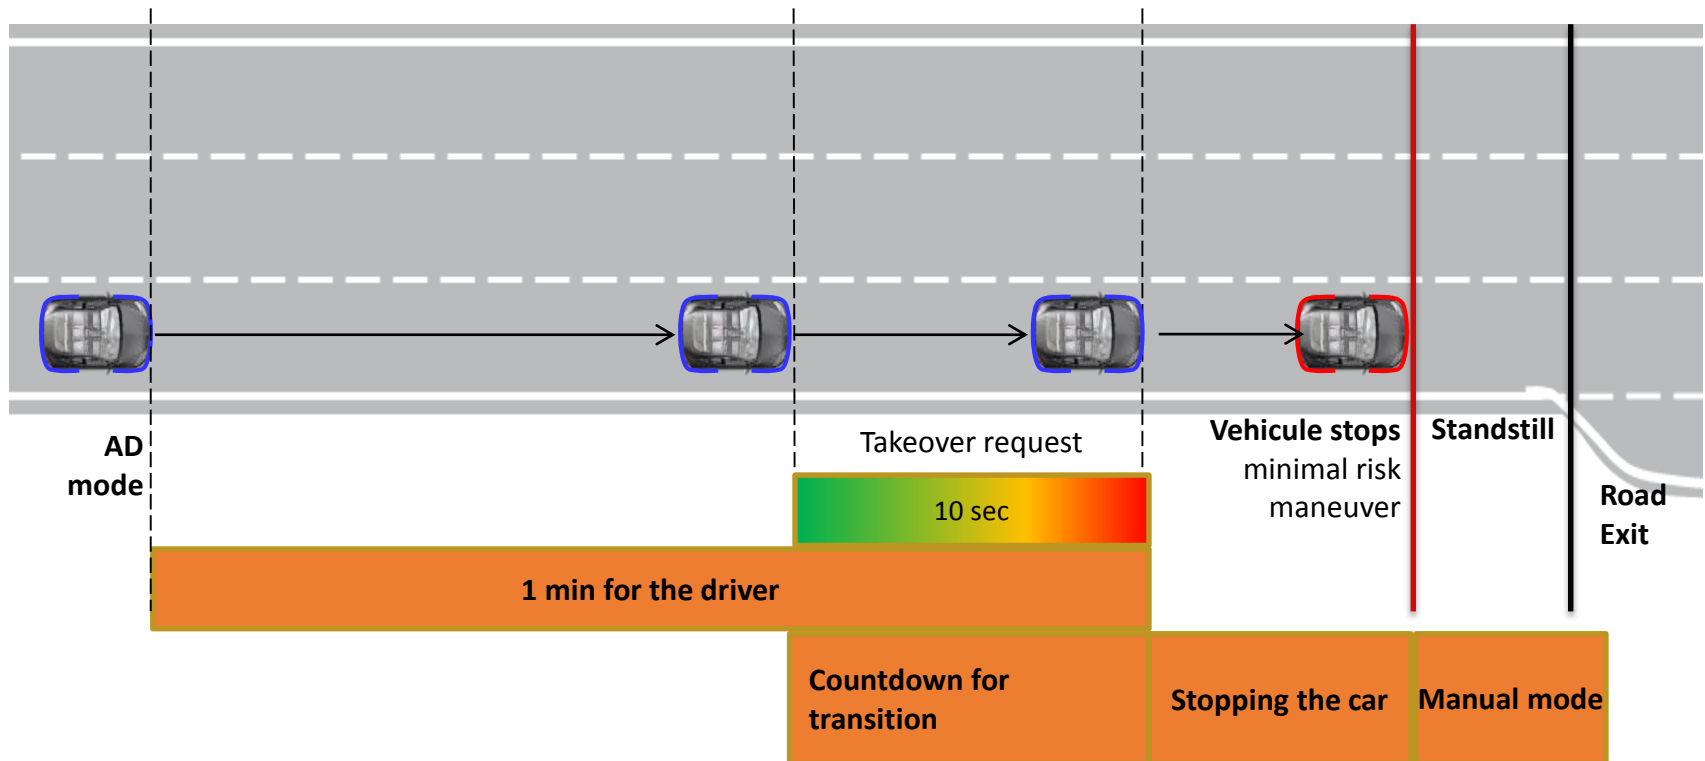 AD
mode
Takeover request
10 sec
Vehicule stops
minimal risk
maneuver
Standstill
Road
Exit
1 min for the driver
Countdown for
transition
Stopping the car
Manual mode